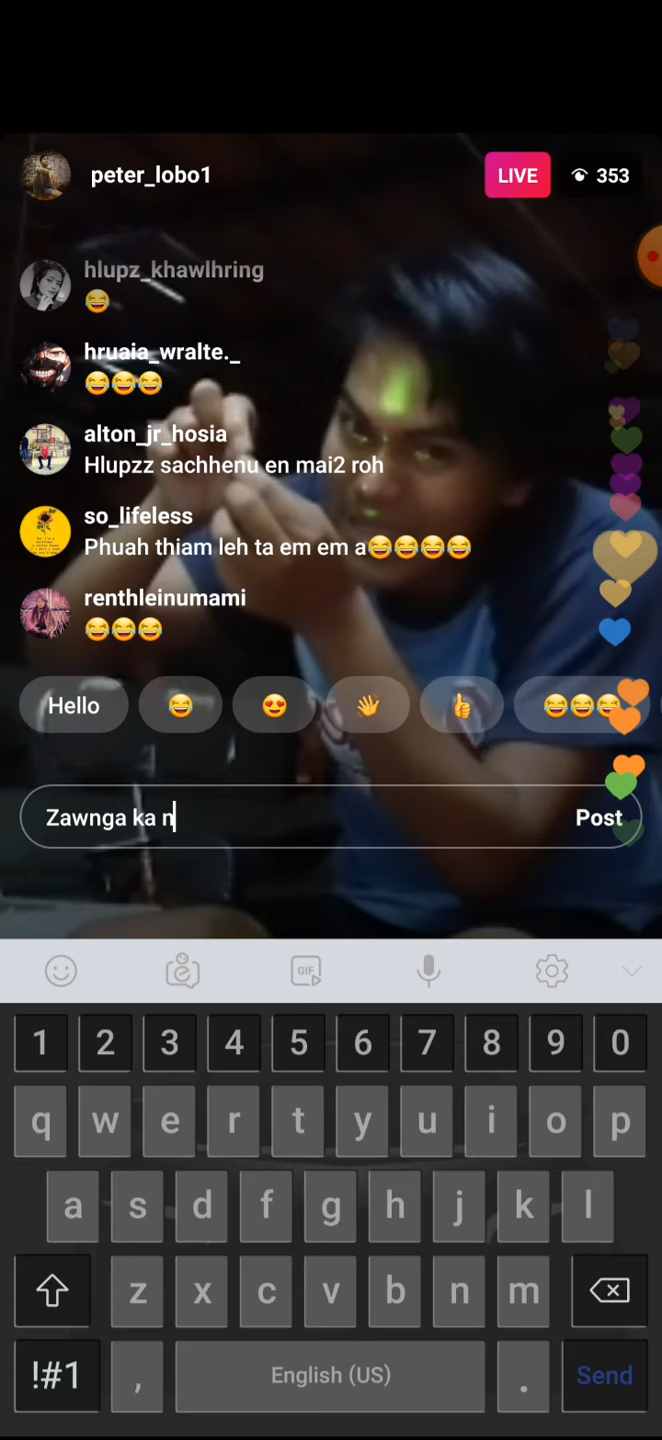 peter_lobo1
LIVE 353
hlupz_khawlhring
😂
hruaia_wralte._
😂😂😂
alton_jr_hosia
Hlupzz sachhenu en mai2 roh
so_lifeless
Phuah thiam leh ta em em a😂😂😂😂
renthleinumami
😂😂😂
Hello 😂 😍 👋 👍 😂😂😂
Zawnga ka n Post
GIF
1 2 3 4 5 6 7 8 9 0
q w e r t y u i o p
a s d f g h j k l
z x c v b n m
!#1 , English (US) . Send